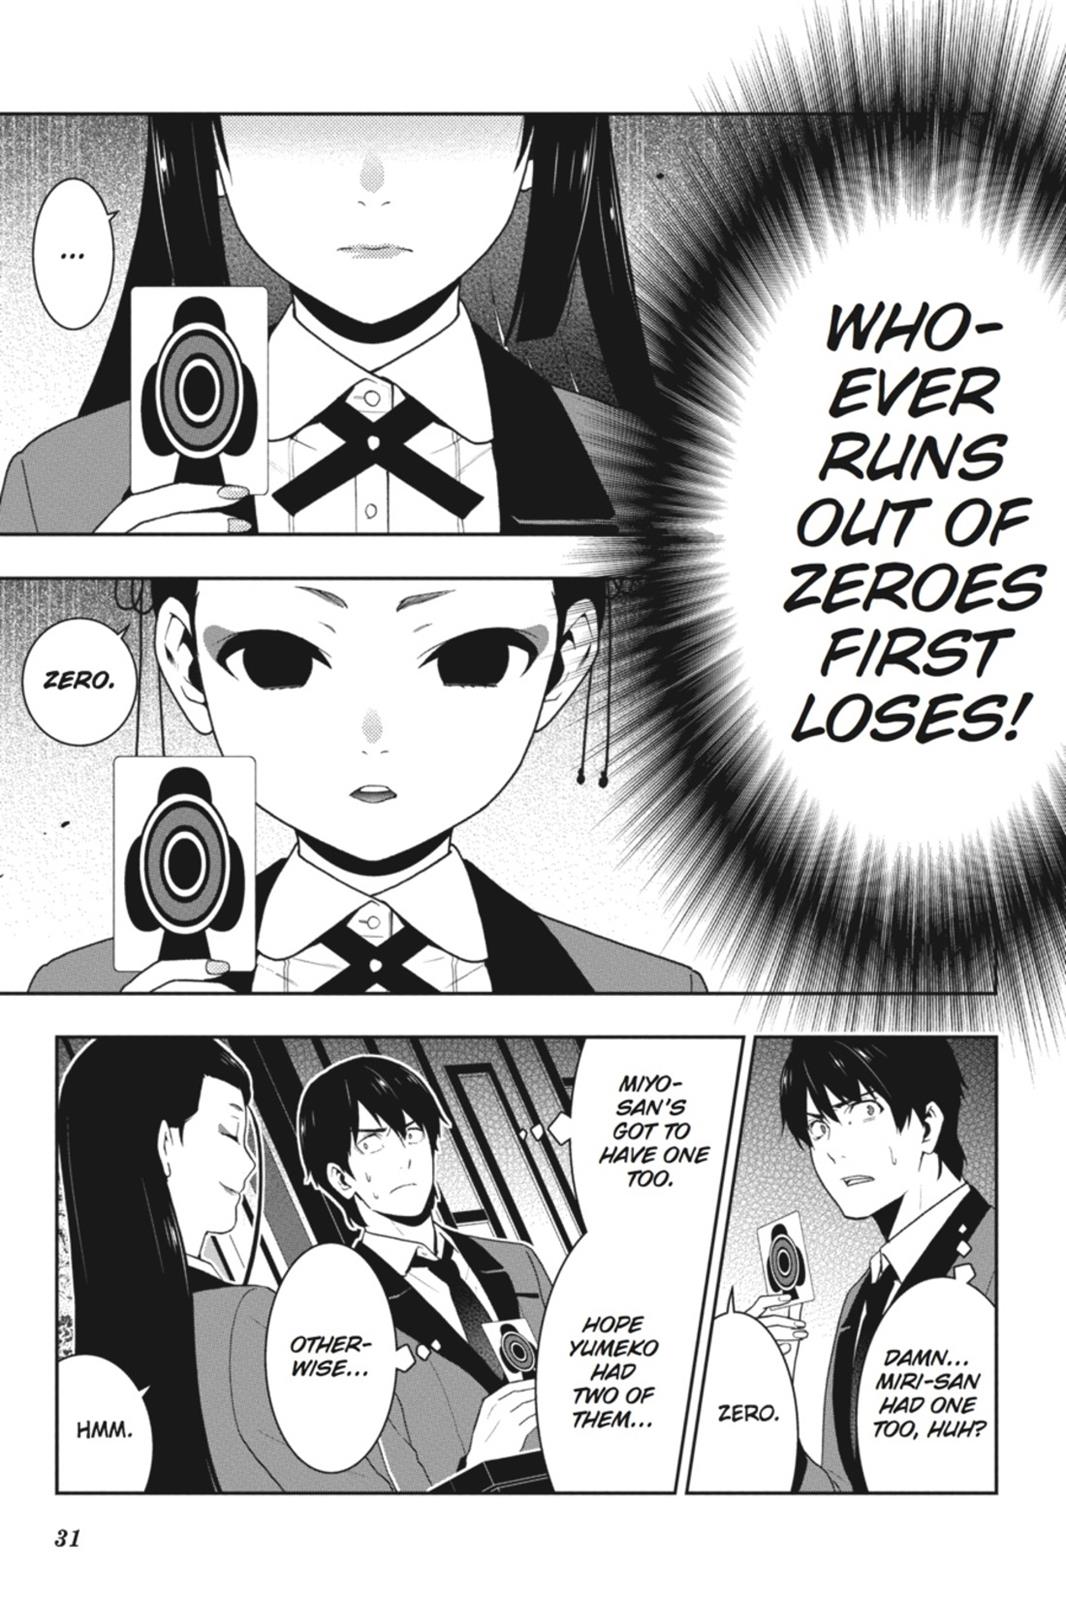 WHO-
EVER
RUNS
OUT OF
ZEROES
FIRST
LOSES!
...
ZERO.
DAMN...
MIRI-SAN
HAD ONE
TOO, HUH?
ZERO.
MIYO-
SAN'S
GOT TO
HAVE ONE
TOO.
HOPE
YUMEKO
HAD
TWO OF
THEM...
OTHER-
WISE...
HMM.
31